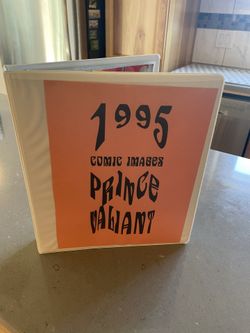 1995
COMIC IMAGES
PRINCE
VALIANT